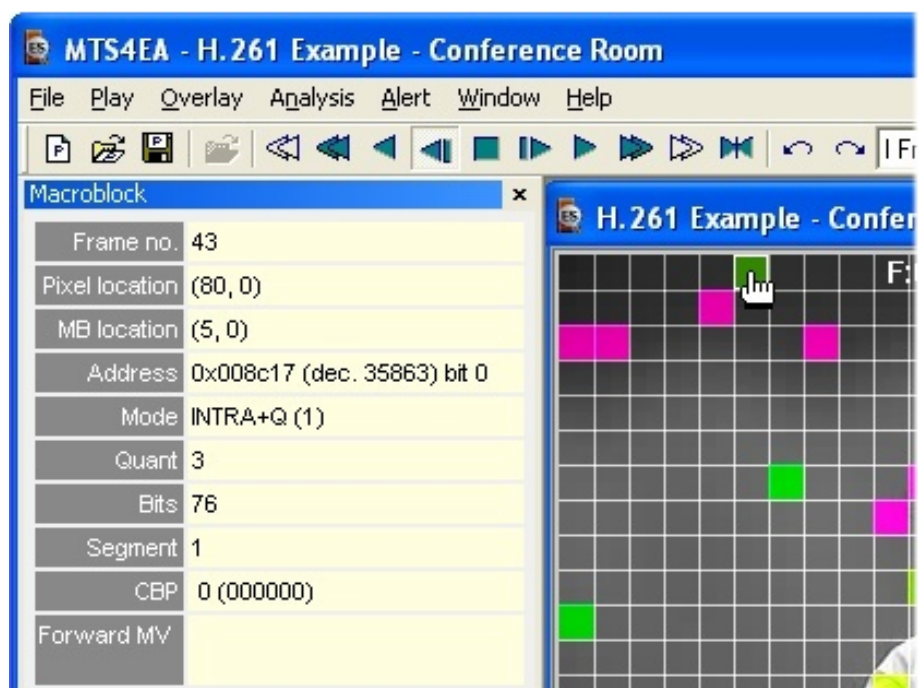 MTS4EA - H.261 Example - Conference Room
File Play Overlay Analysis Alert Window Help
I Fr
Macroblock
H.261 Example - Confer
Frame no. 43
F:
Pixel location (80, 0)
MB location (5, 0)
Address 0x008c17 (dec. 35863) bit 0
Mode INTRA+Q (1)
Quant 3
Bits 76
Segment 1
CBP 0 (000000)
Forward MV